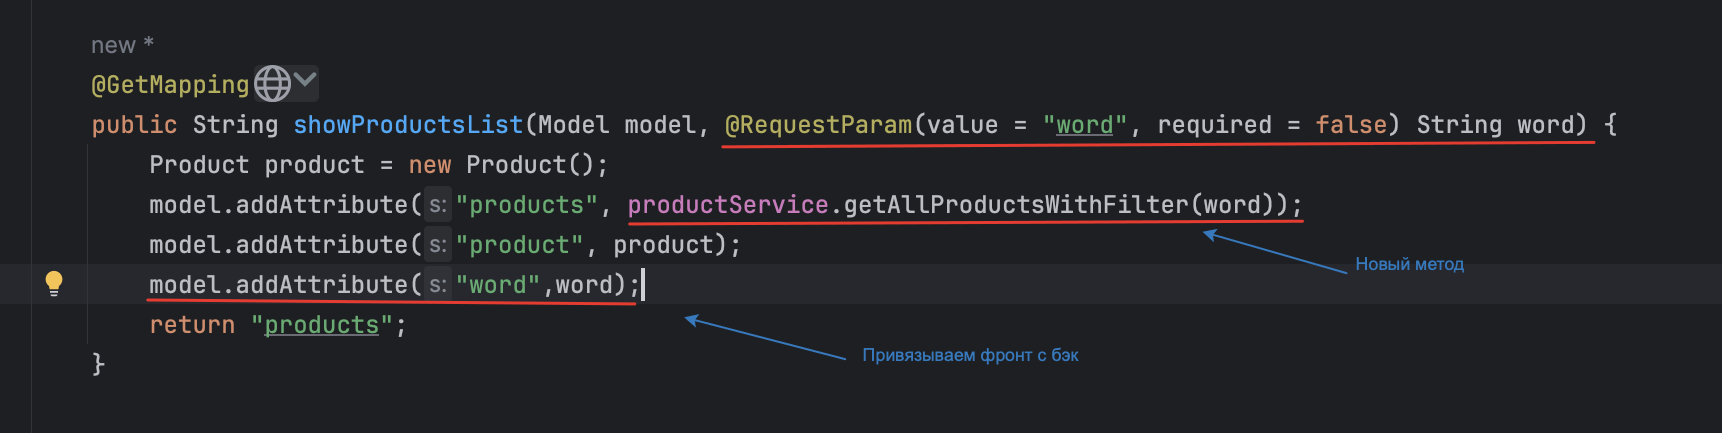 new *
@GetMapping
public String showProductsList(Model model, @RequestParam(value = "word", required = false) String word) {
Product product = new Product();
model.addAttribute( s: "products", productService.getAllProductsWithFilter(word));
model.addAttribute( s: "product", product);
Новый метод
model.addAttribute( s: "word",word);
return "products";
Привязываем фронт с бэк
}